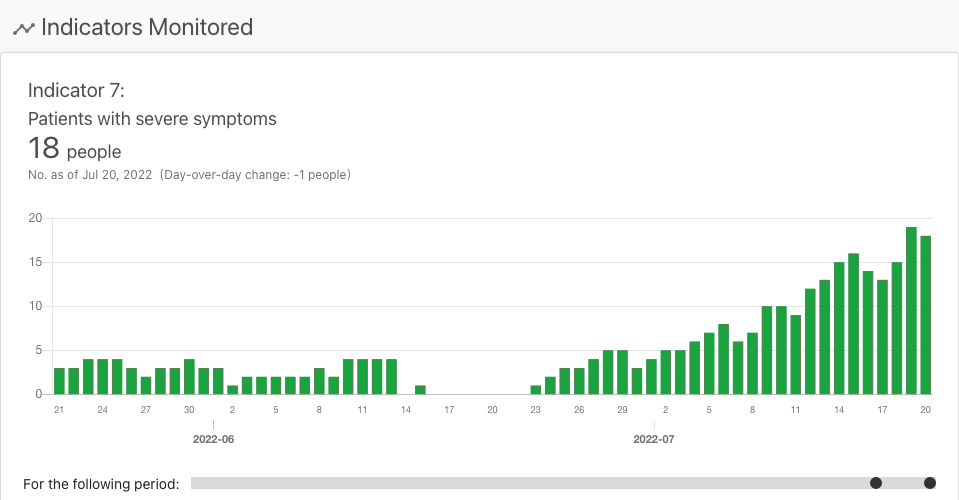 Indicators Monitored
Indicator 7:
Patients with severe symptoms
18 people
No. as of Jul 20, 2022 (Day-over-day change: -1 people)
20
15
10
5
0
21 24 27 30 2 5 8 11 14 17 20 23 26 29 2 5 8 11 14 17 20
2022-06 2022-07
For the following period: